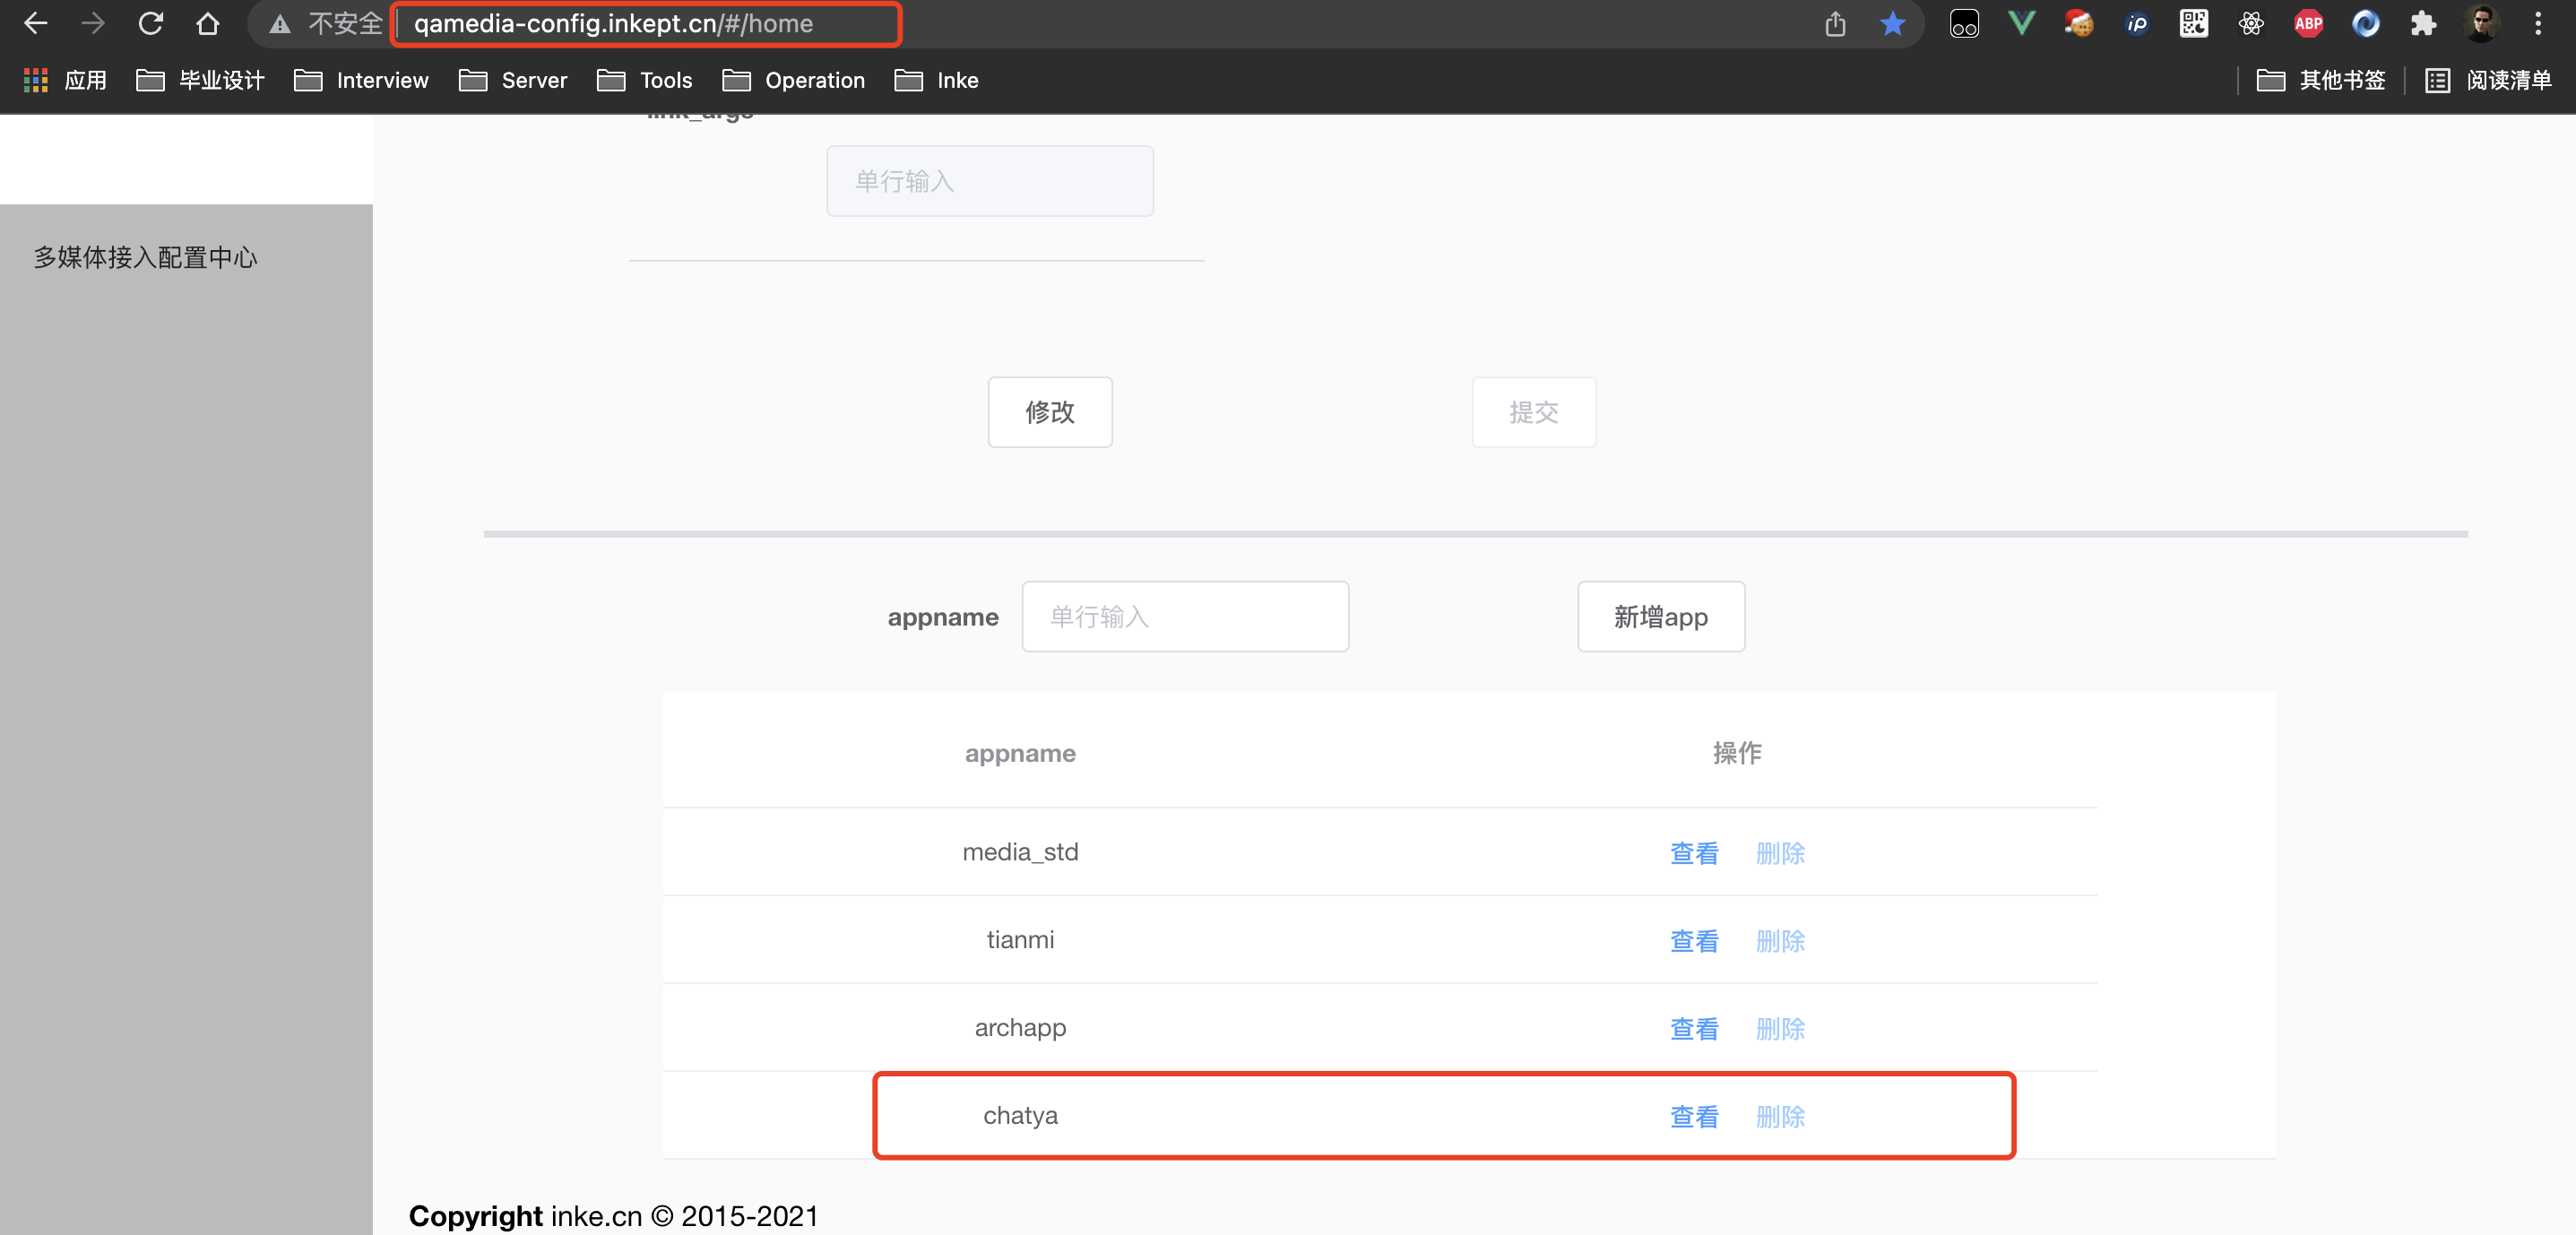 不安全 qamedia-config.inkept.cn/#/home
应用 毕业设计 Interview Server Tools Operation Inke 其他书签 阅读清单
link_args
单行输入
多媒体接入配置中心
修改 提交
appname 单行输入 新增app
appname 操作
media_std 查看 删除
tianmi 查看 删除
archapp 查看 删除
chatya 查看 删除
Copyright inke.cn © 2015-2021
iP
ABP